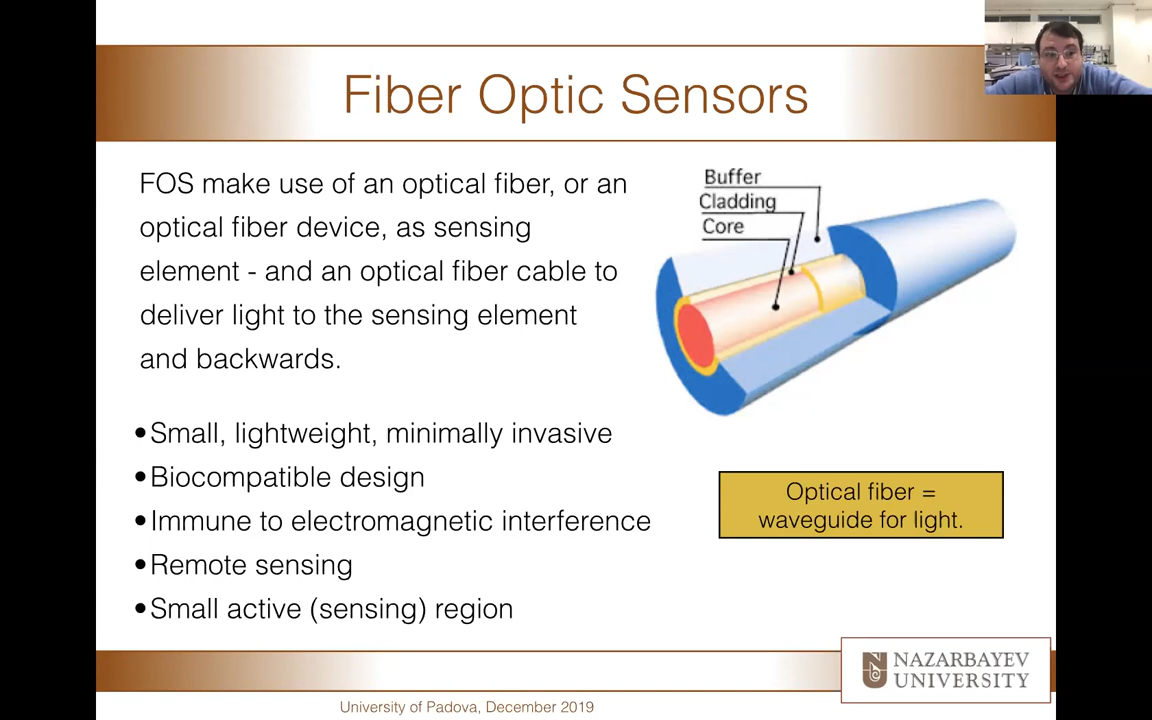 Fiber Optic Sensors
FOS make use of an optical fiber, or an
optical fiber device, as sensing
element - and an optical fiber cable to
deliver light to the sensing element
and backwards.
•Small, lightweight, minimally invasive
•Biocompatible design
•Immune to electromagnetic interference
•Remote sensing
•Small active (sensing) region
Buffer
Cladding
Core
Optical fiber =
waveguide for light.
NAZARBAYEV
UNIVERSITY
University of Padova, December 2019